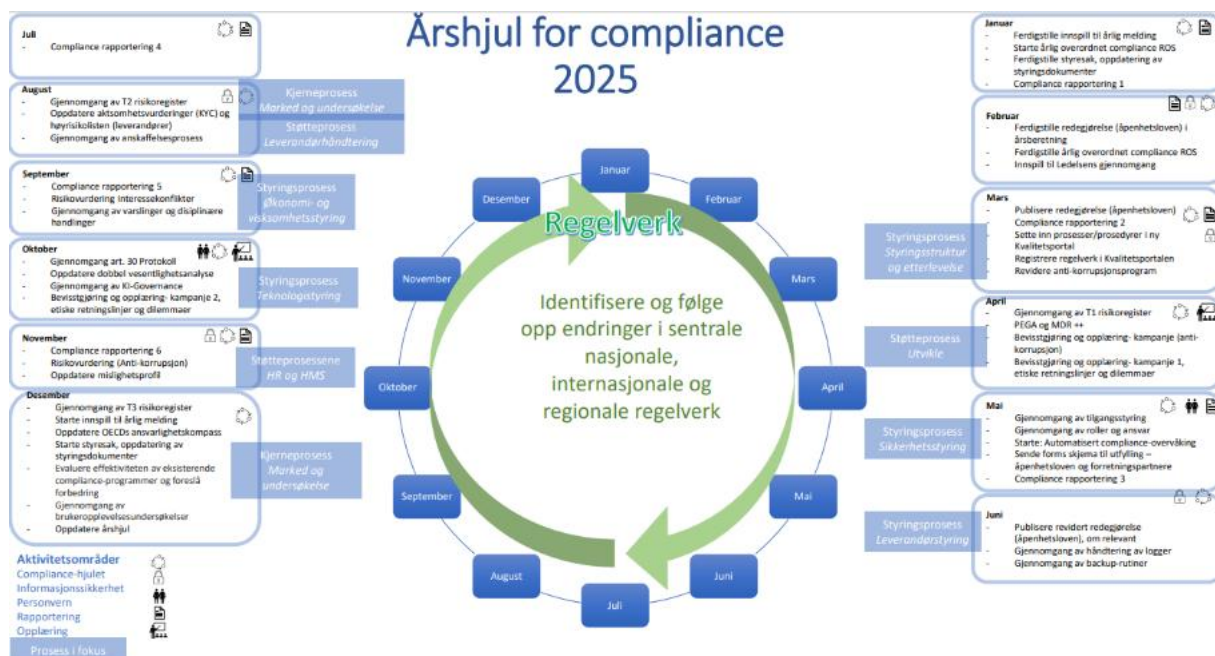 Årshjul for compliance
2025
Juli
- Compliance rapportering 4
August
- Gjennomgang av T2 risikoregister
- Oppdatere aktsomhetsvurderinger (KYC) og
høyrisikolisten (leverandører)
- Gjennomgang av anskaffelsesprosess
Kjerneprosess
Marked og undersøkelse
Støtteprosess
Leverandørhåndtering
September
- Compliance rapportering 5
- Risikovurdering Interessekonflikter
- Gjennomgang av varslinger og disiplinære
handlinger
Styringsprosess
Økonomi- og
visksomhetsstyring
Oktober
- Gjennomgang art. 30 Protokoll
- Oppdatere dobbel vesentlighetsanalyse
- Gjennomgang av KI-Governance
- Bevisstgjøring og opplæring- kampanje 2,
etiske retningslinjer og dilemmaer
Styringsprosess
Teknologistyring
November
- Compliance rapportering 6
- Risikovurdering (Anti-korrupsjon)
- Oppdatere mislighetsprofil
Støtteprosessene
HR og HMS
Desember
- Gjennomgang av T3 risikoregister
- Starte innspill til årlig melding
- Oppdatere OECDs ansvarlighetskompass
- Starte styresak, oppdatering av
styringsdokumenter
- Evaluere effektiviteten av eksisterende
compliance-programmer og foreslå
forbedring
- Gjennomgang av
brukeropplevelsesundersøkelser
- Oppdatere årshjul
Kjerneprosess
Marked og
undersøkelse
Aktivitetsområder
Compliance-hjulet
Informasjonssikkerhet
Personvern
Rapportering
Opplæring
Prosess i fokus
Januar
Februar
Mars
April
Mai
Juni
Juli
August
September
Oktober
November
Desember
Regelverk
Identifisere og følge
opp endringer i sentrale
nasjonale,
internasjonale og
regionale regelverk
Januar
- Ferdigstille innspill til årlig melding
- Starte årlig overordnet compliance ROS
- Ferdigstille styresak, oppdatering av
styringsdokumenter
- Compliance rapportering 1
Februar
- Ferdigstille redegjørelse (åpenhetsloven) i
årsberetning
- Ferdigstille årlig overordnet compliance ROS
- Innspill til Ledelsens gjennomgang
Mars
- Publisere redegjørelse (åpenhetsloven)
- Compliance rapportering 2
- Sette inn prosesser/prosedyrer i ny
Kvalitetsportal
- Registrere regelverk i Kvalitetsportalen
- Revidere anti-korrupsjonsprogram
Styringsprosess
Styringsstruktur
og etterlevelse
April
- Gjennomgang av T1 risikoregister
- PEGA og MDR ++
- Bevisstgjøring og opplæring- kampanje (anti-
korrupsjon)
- Bevisstgjøring og opplæring- kampanje 1,
etiske retningslinjer og dilemmaer
Støtteprosess
Utvikle
Mai
- Gjennomgang av tilgangsstyring
- Gjennomgang av roller og ansvar
- Starte: Automatisert compliance-overvåking
- Sende forms skjema til utfylling –
åpenhetsloven og forretningspartnere
- Compliance rapportering 3
Styringsprosess
Sikkerhetsstyring
Juni
- Publisere revidert redegjørelse
(åpenhetsloven), om relevant
- Gjennomgang av håndtering av logger
- Gjennomgang av backup-rutiner
Styringsprosess
Leverandørstyring